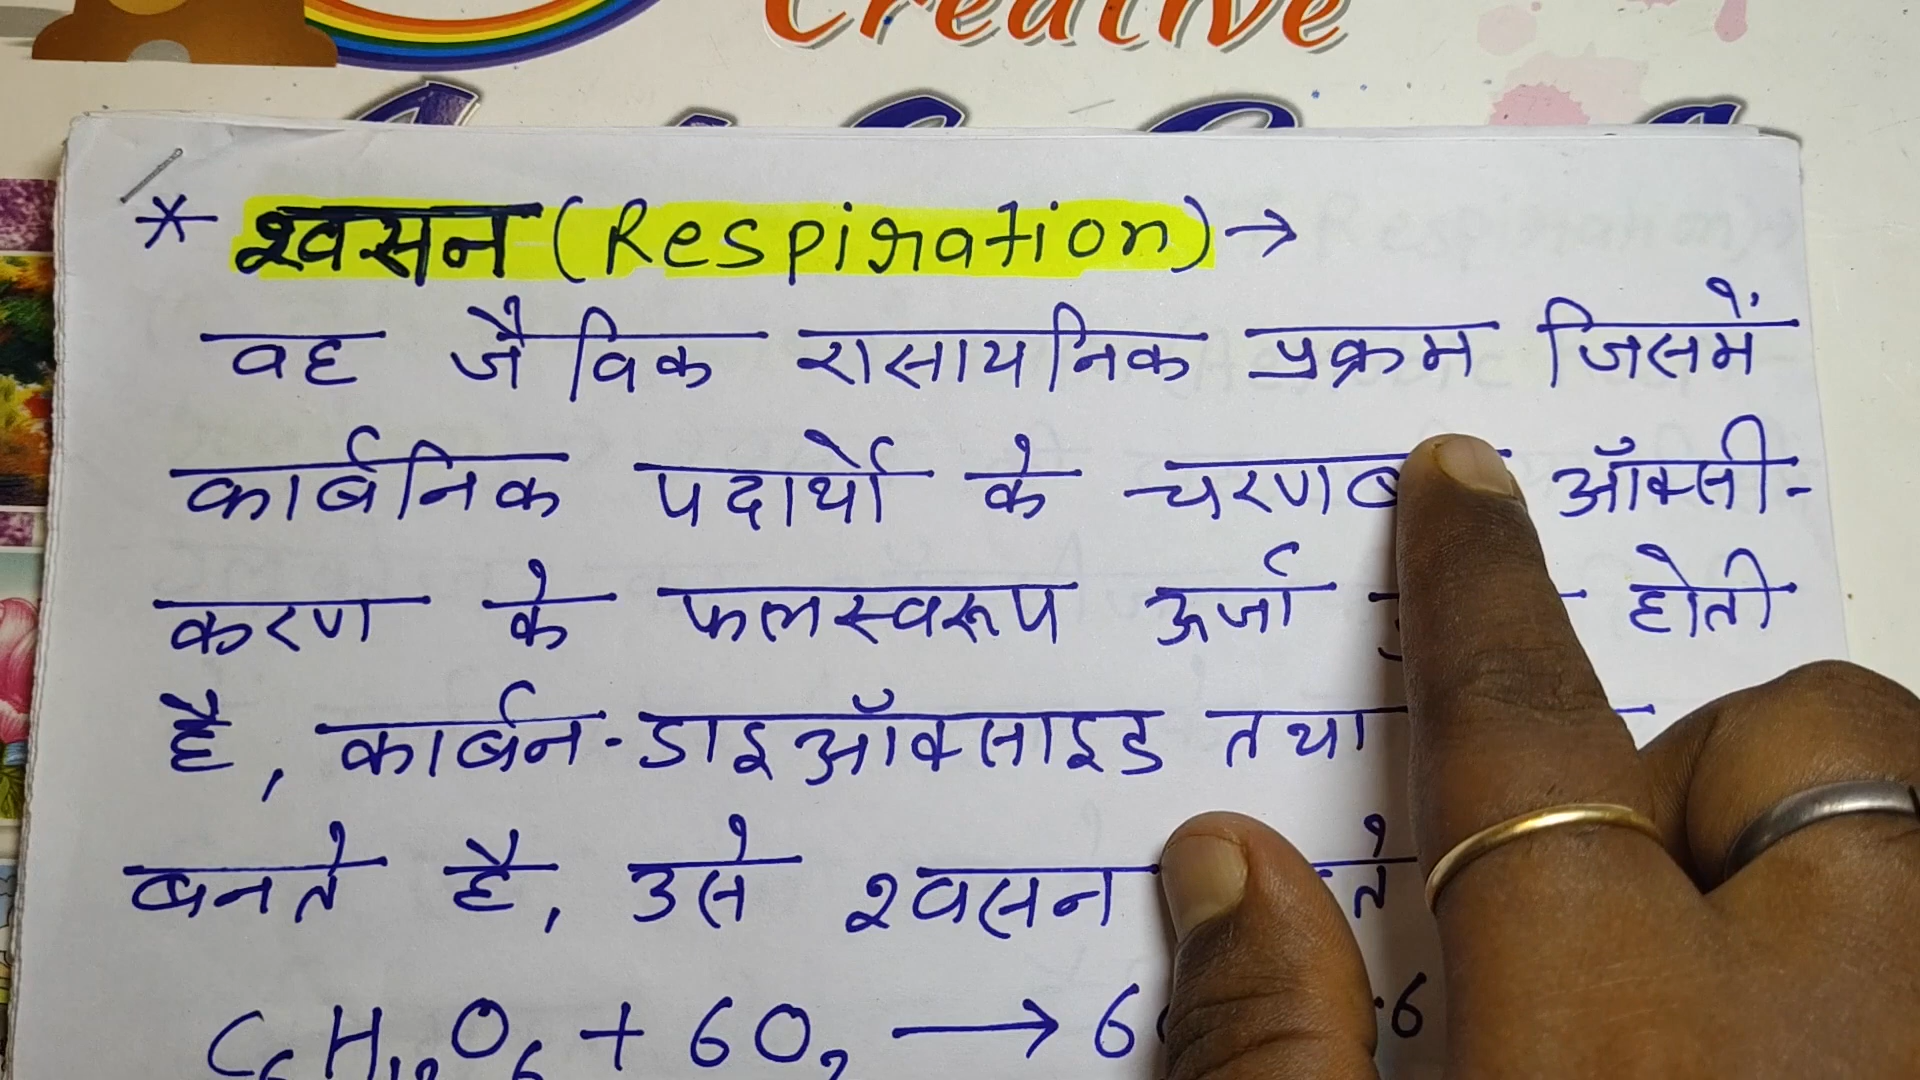 Creative
* श्वसन (Respiration) →
वह जैविक रासायनिक प्रक्रम जिसमें
कार्बनिक पदार्थो के ऑक्सी-
करण के फलस्वरूप ऊर्जा होती
है, कार्बन-डाइऑक्साइड तथा
बनते है, उसे श्वसन
C6H12O6 + 6O2 → 6